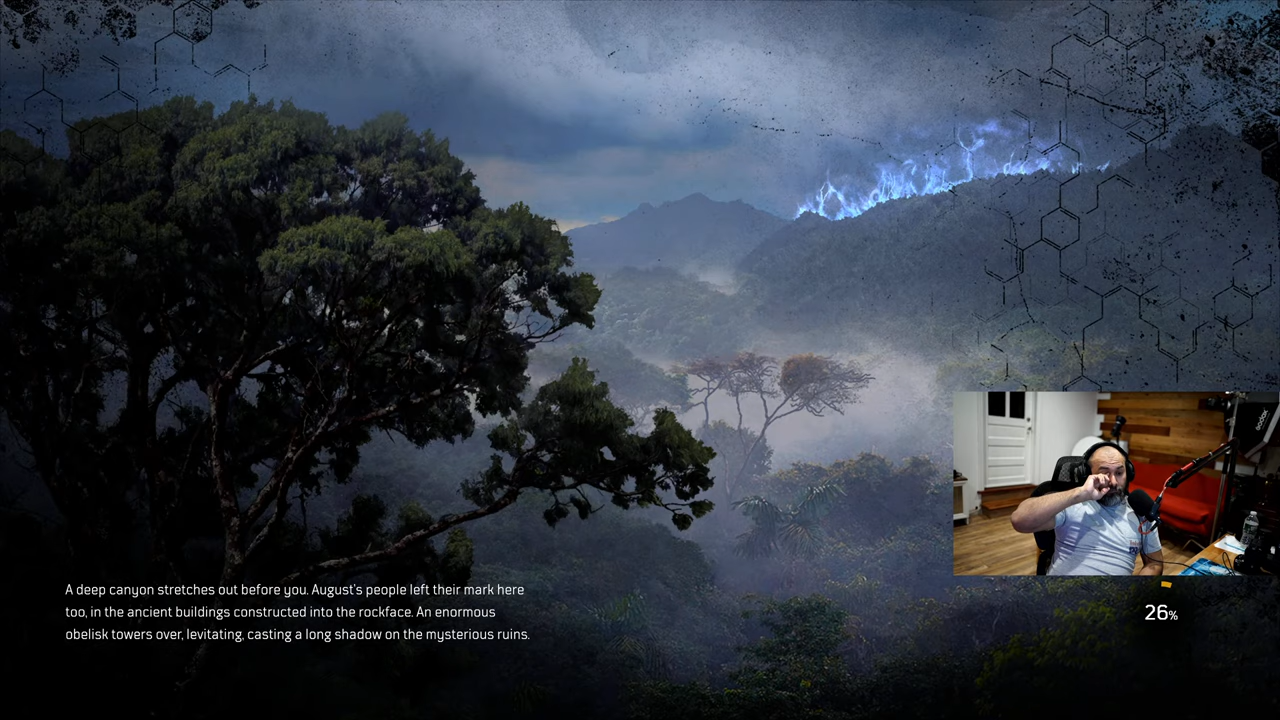 A deep canyon stretches out before you. August's people left their mark here
too, in the ancient buildings constructed into the rockface. An enormous
obelisk towers over, levitating, casting a long shadow on the mysterious ruins.
26%